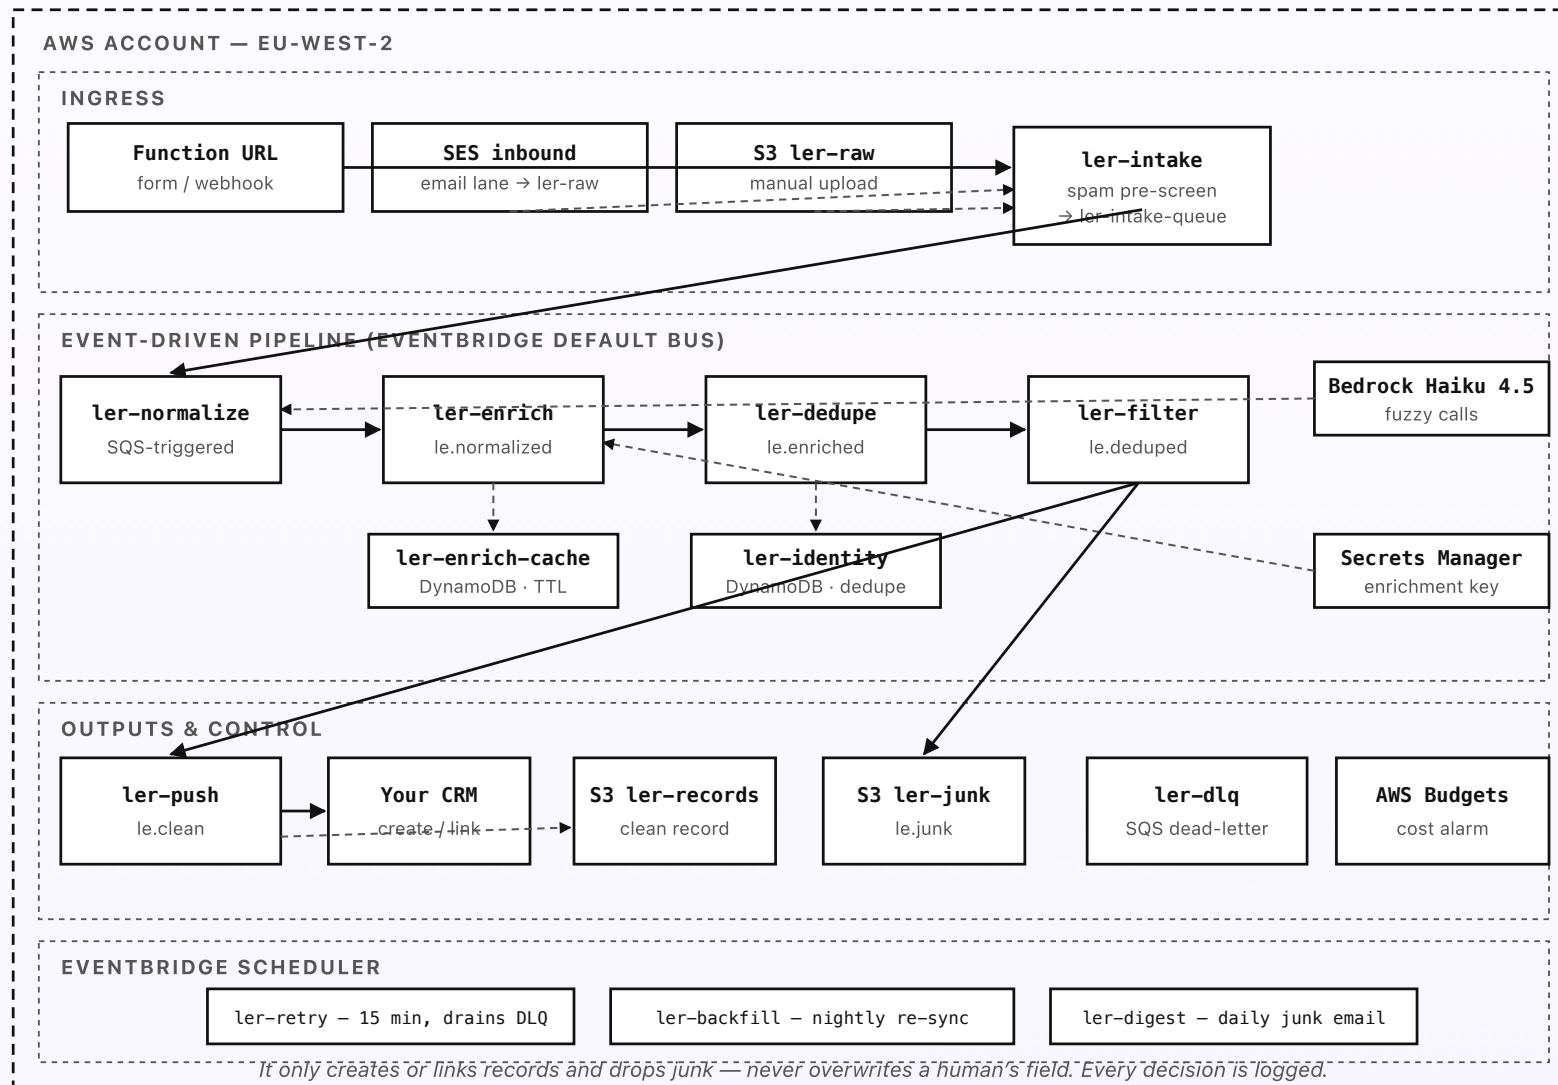 AWS ACCOUNT — EU-WEST-2
INGRESS
Function URL
form / webhook
SES inbound
email lane → ler-raw
S3 ler-raw
manual upload
ler-intake
spam pre-screen
→ ler-intake-queue
EVENT-DRIVEN PIPELINE (EVENTBRIDGE DEFAULT BUS)
ler-normalize
SQS-triggered
ler-enrich
le.normalized
ler-dedupe
le.enriched
ler-filter
le.deduped
Bedrock Haiku 4.5
fuzzy calls
ler-enrich-cache
DynamoDB · TTL
ler-identity
DynamoDB · dedupe
Secrets Manager
enrichment key
OUTPUTS & CONTROL
ler-push
le.clean
Your CRM
create / link
S3 ler-records
clean record
S3 ler-junk
le.junk
ler-dlq
SQS dead-letter
AWS Budgets
cost alarm
EVENTBRIDGE SCHEDULER
ler-retry — 15 min, drains DLQ
ler-backfill — nightly re-sync
ler-digest — daily junk email
It only creates or links records and drops junk — never overwrites a human's field. Every decision is logged.